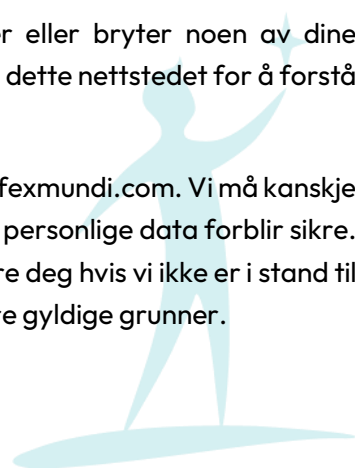 er eller bryter noen av dine
dette nettstedet for å forstå
fexmundi.com. Vi må kanskje
personlige data forblir sikre.
re deg hvis vi ikke er i stand til
re gyldige grunner.